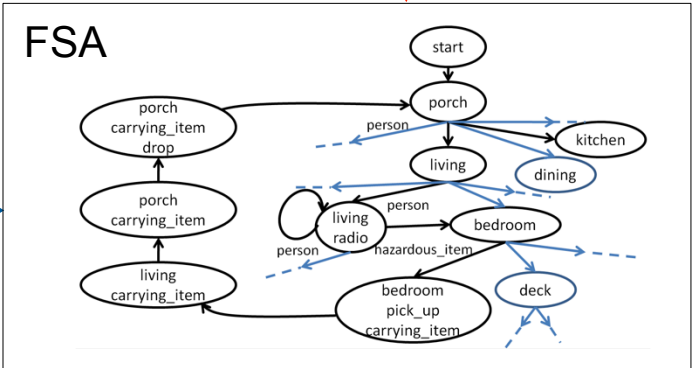 FSA
start
porch
carrying_item
drop
porch
person
kitchen
living
dining
porch
carrying_item
person
living
radio
bedroom
person
hazardous_item
living
carrying_item
bedroom
pick_up
carrying_item
deck